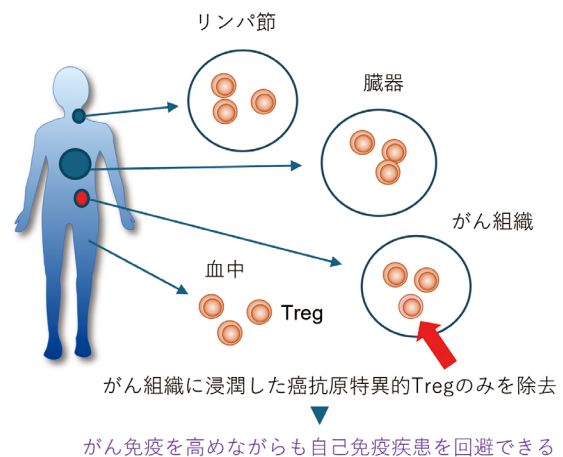 リンパ節
臓器
がん組織
血中
Treg
がん組織に浸潤した癌抗原特異的Tregのみを除去
がん免疫を高めながらも自己免疫疾患を回避できる